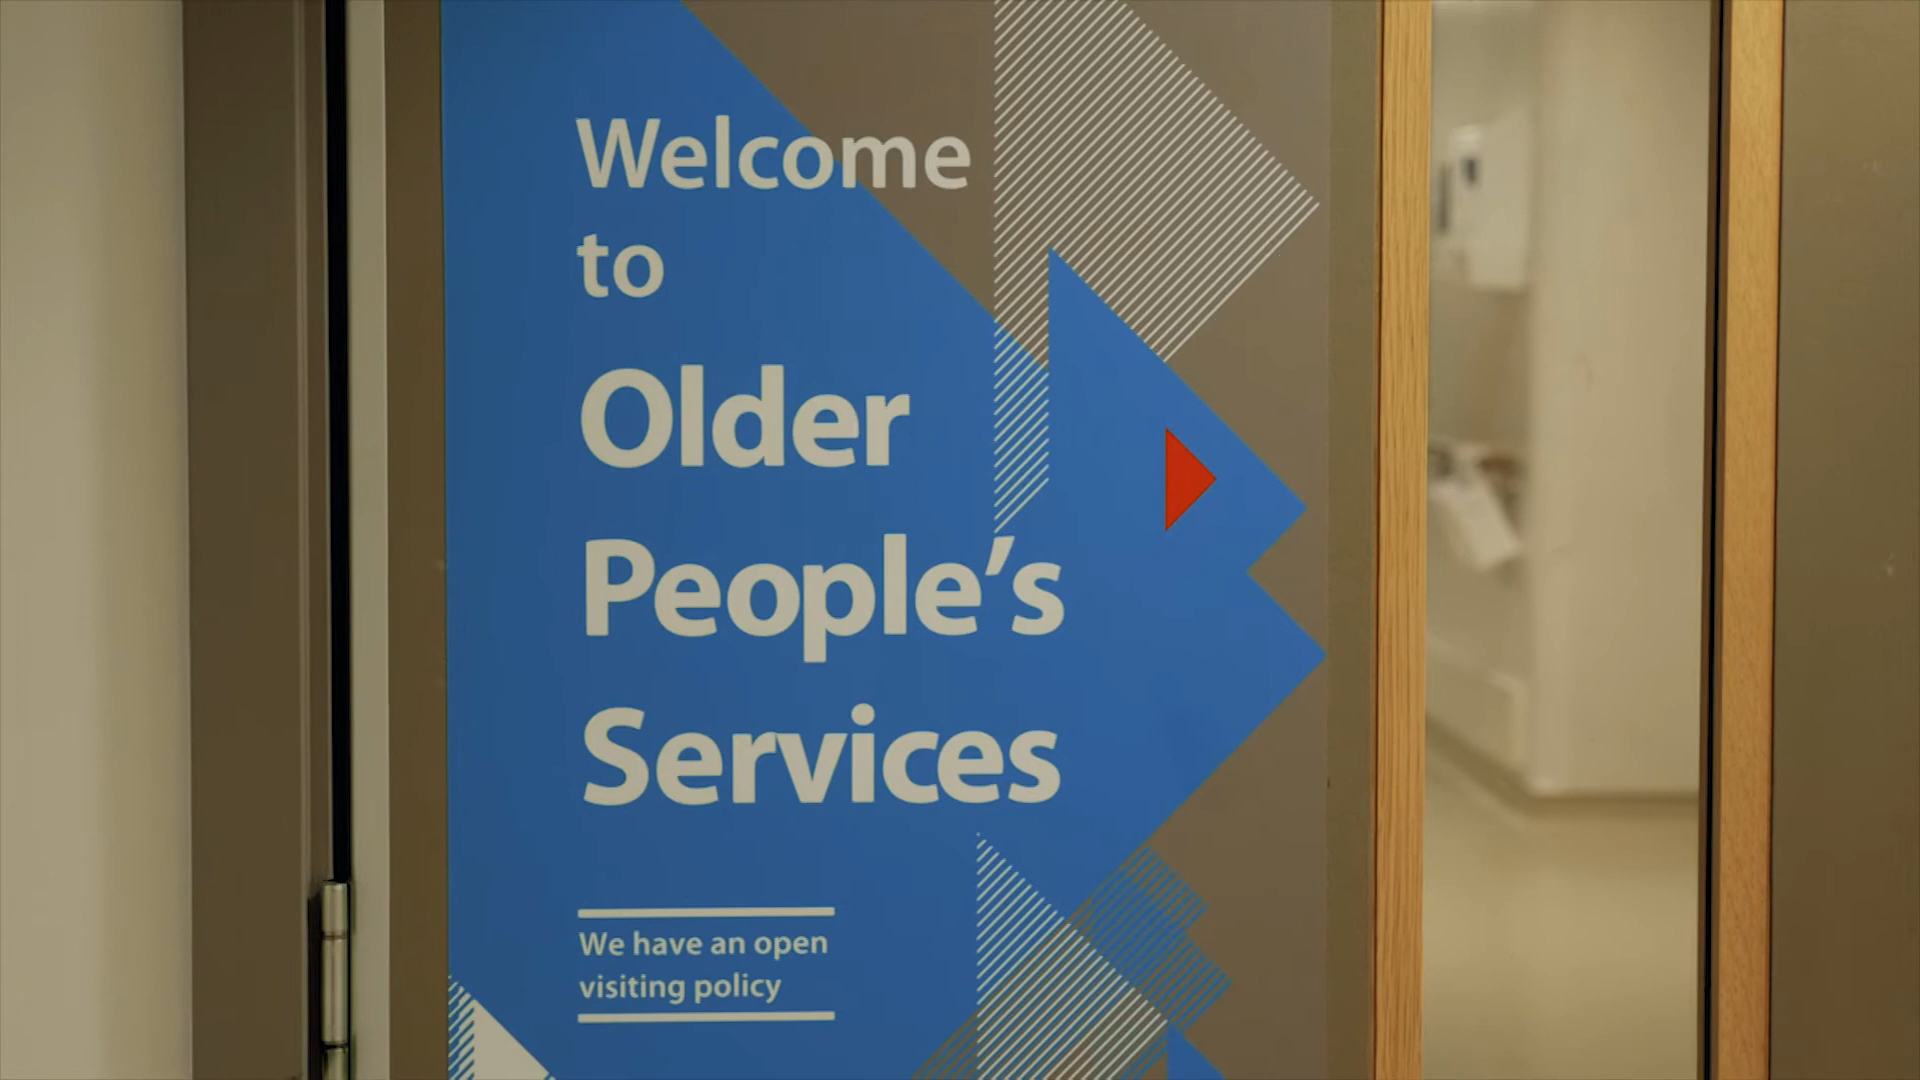 Welcome
to
Older
People’s
Services
We have an open
visiting policy